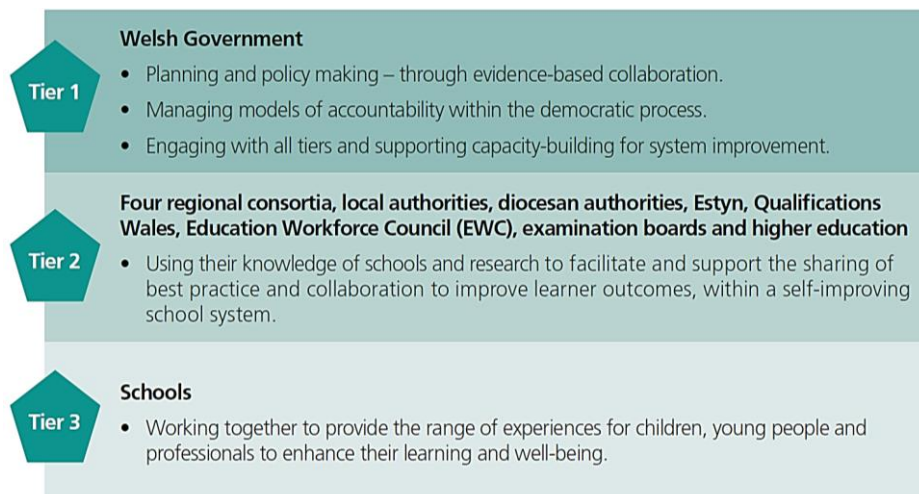 Tier 1
Welsh Government
• Planning and policy making – through evidence-based collaboration.
• Managing models of accountability within the democratic process.
• Engaging with all tiers and supporting capacity-building for system improvement.
Tier 2
Four regional consortia, local authorities, diocesan authorities, Estyn, Qualifications
Wales, Education Workforce Council (EWC), examination boards and higher education
• Using their knowledge of schools and research to facilitate and support the sharing of
best practice and collaboration to improve learner outcomes, within a self-improving
school system.
Tier 3
Schools
• Working together to provide the range of experiences for children, young people and
professionals to enhance their learning and well-being.